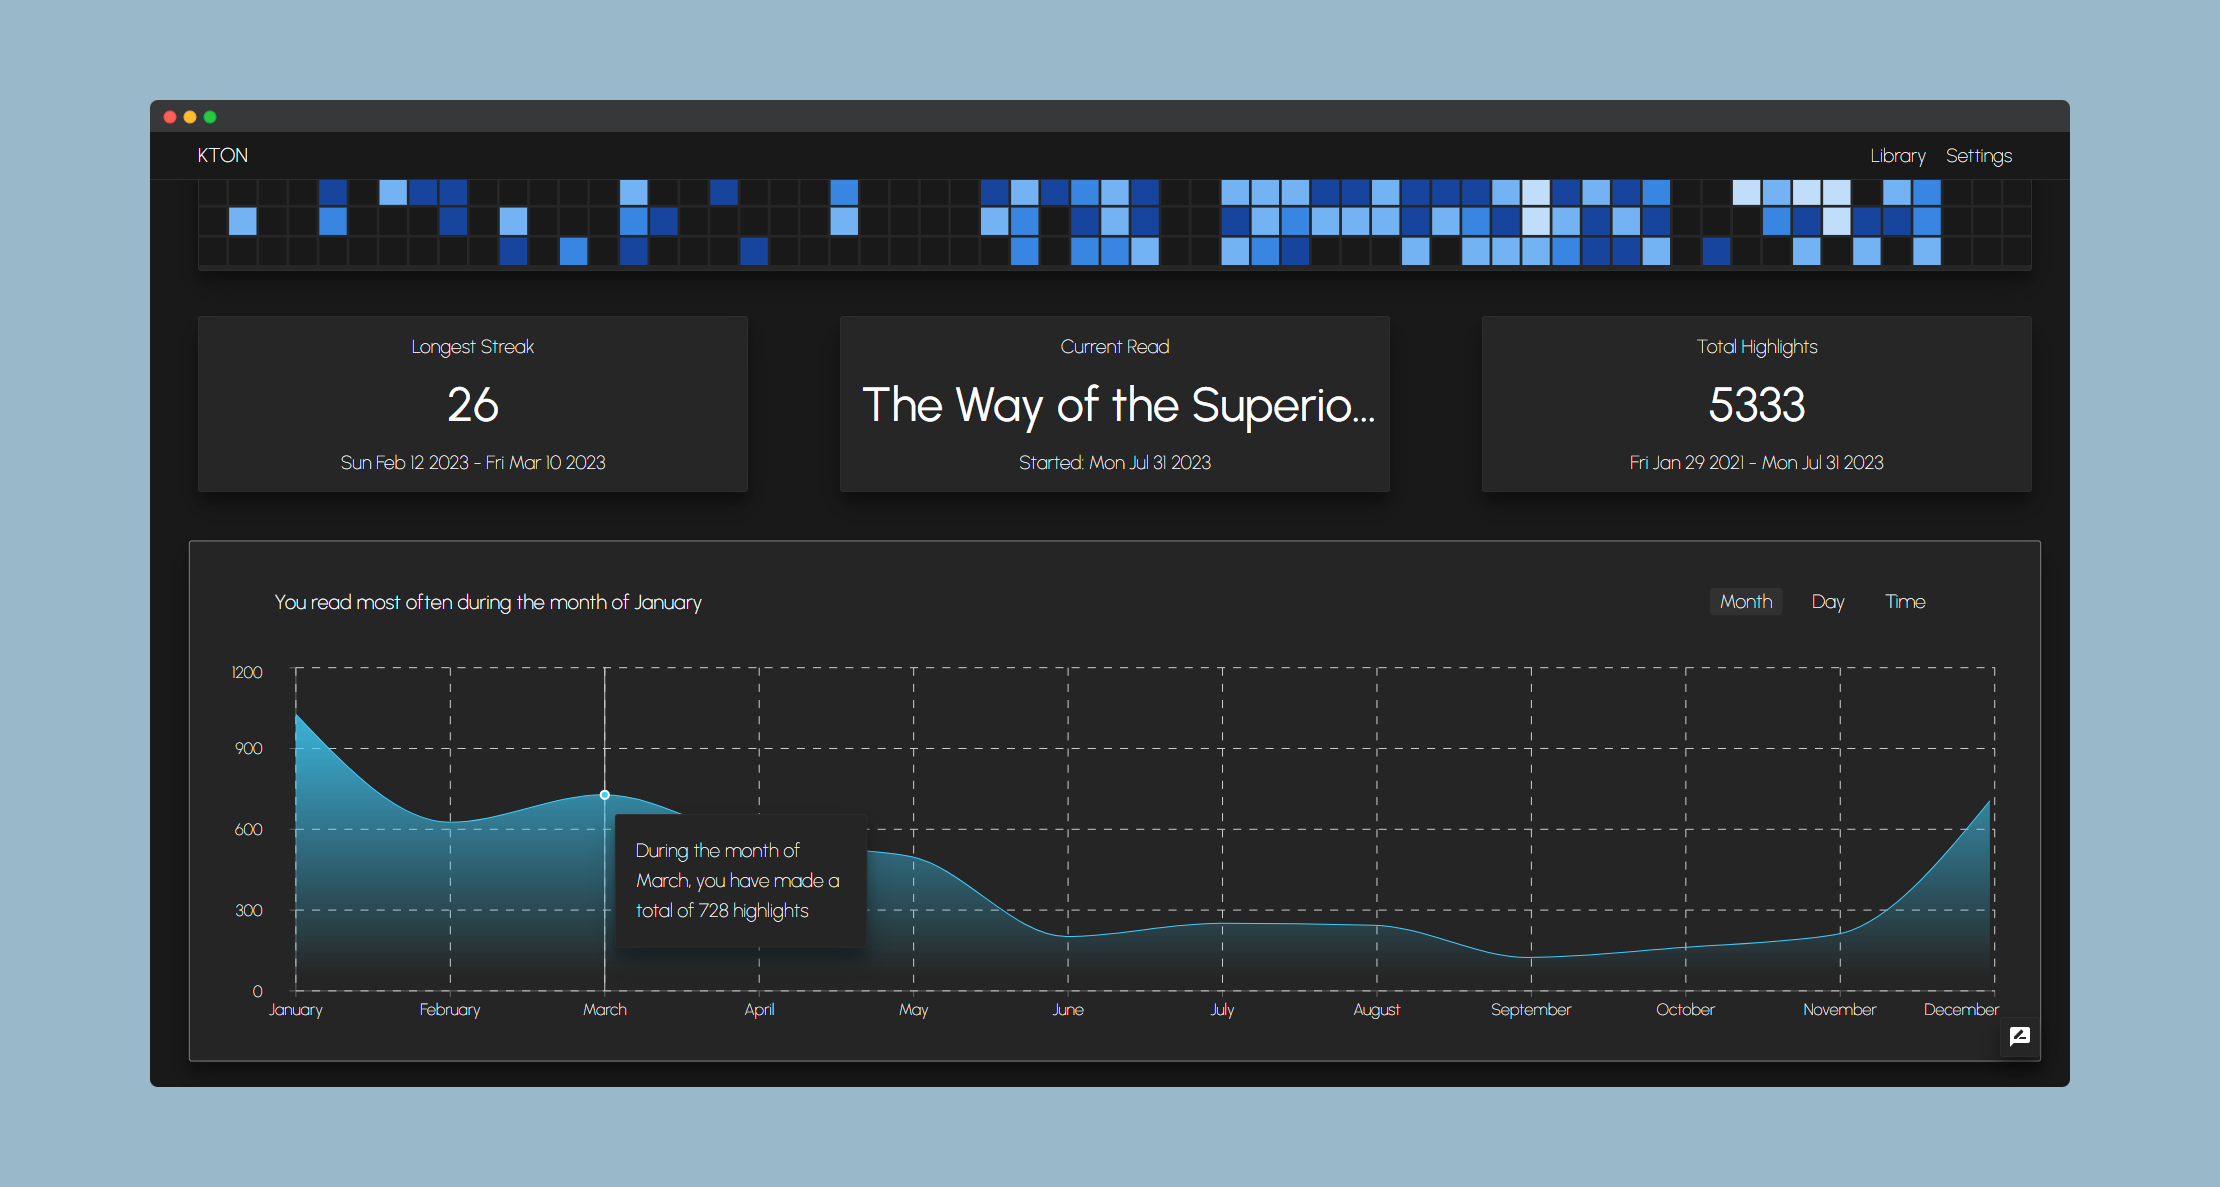 KTON
Library Settings
Longest Streak
26
Sun Feb 12 2023 - Fri Mar 10 2023
Current Read
The Way of the Superio...
Started: Mon Jul 31 2023
Total Highlights
5333
Fri Jan 29 2021 - Mon Jul 31 2023
You read most often during the month of January
Month Day Time
1200
900
600
300
0
During the month of
March, you have made a
total of 728 highlights
January February March April May June July August September October November December